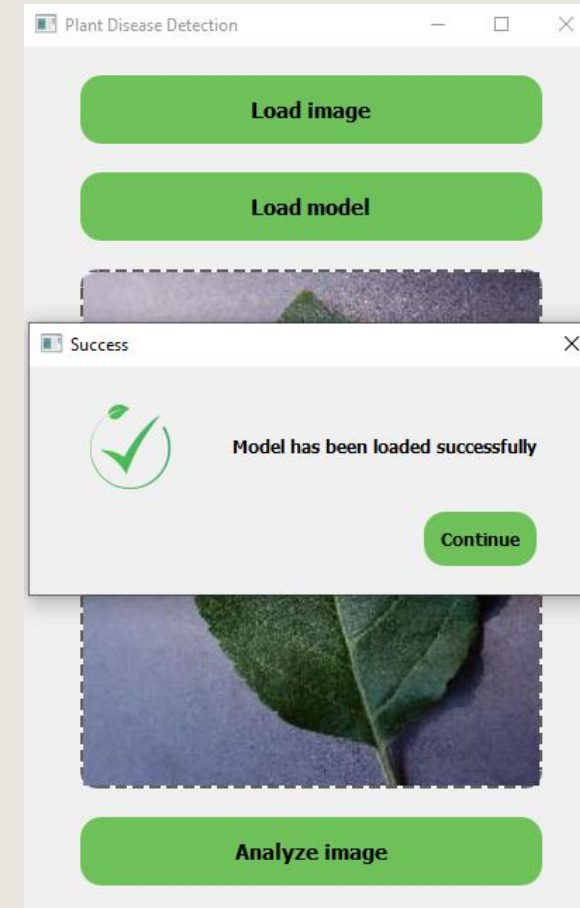 Plant Disease Detection
Load image
Load model
Success
Model has been loaded successfully
Continue
Analyze image